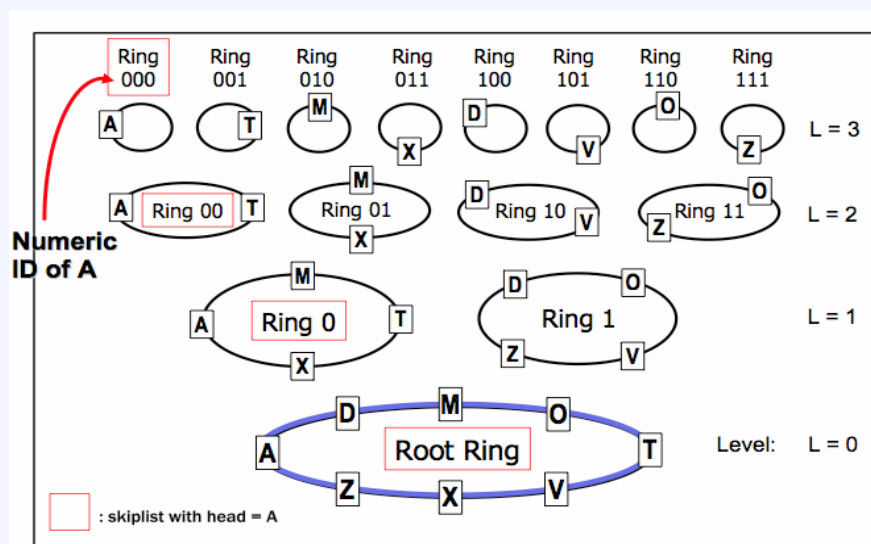 Ring Ring Ring Ring Ring Ring Ring Ring
000 001 010 011 100 101 110 111
A T M X D V O Z L = 3
A Ring 00 T M Ring 01 X D Ring 10 V Z Ring 11 O L = 2
Numeric
ID of A
M D O
A Ring 0 T Ring 1 L = 1
X Z V
D M O
A Root Ring T Level: L = 0
Z X V
: skiplist with head = A